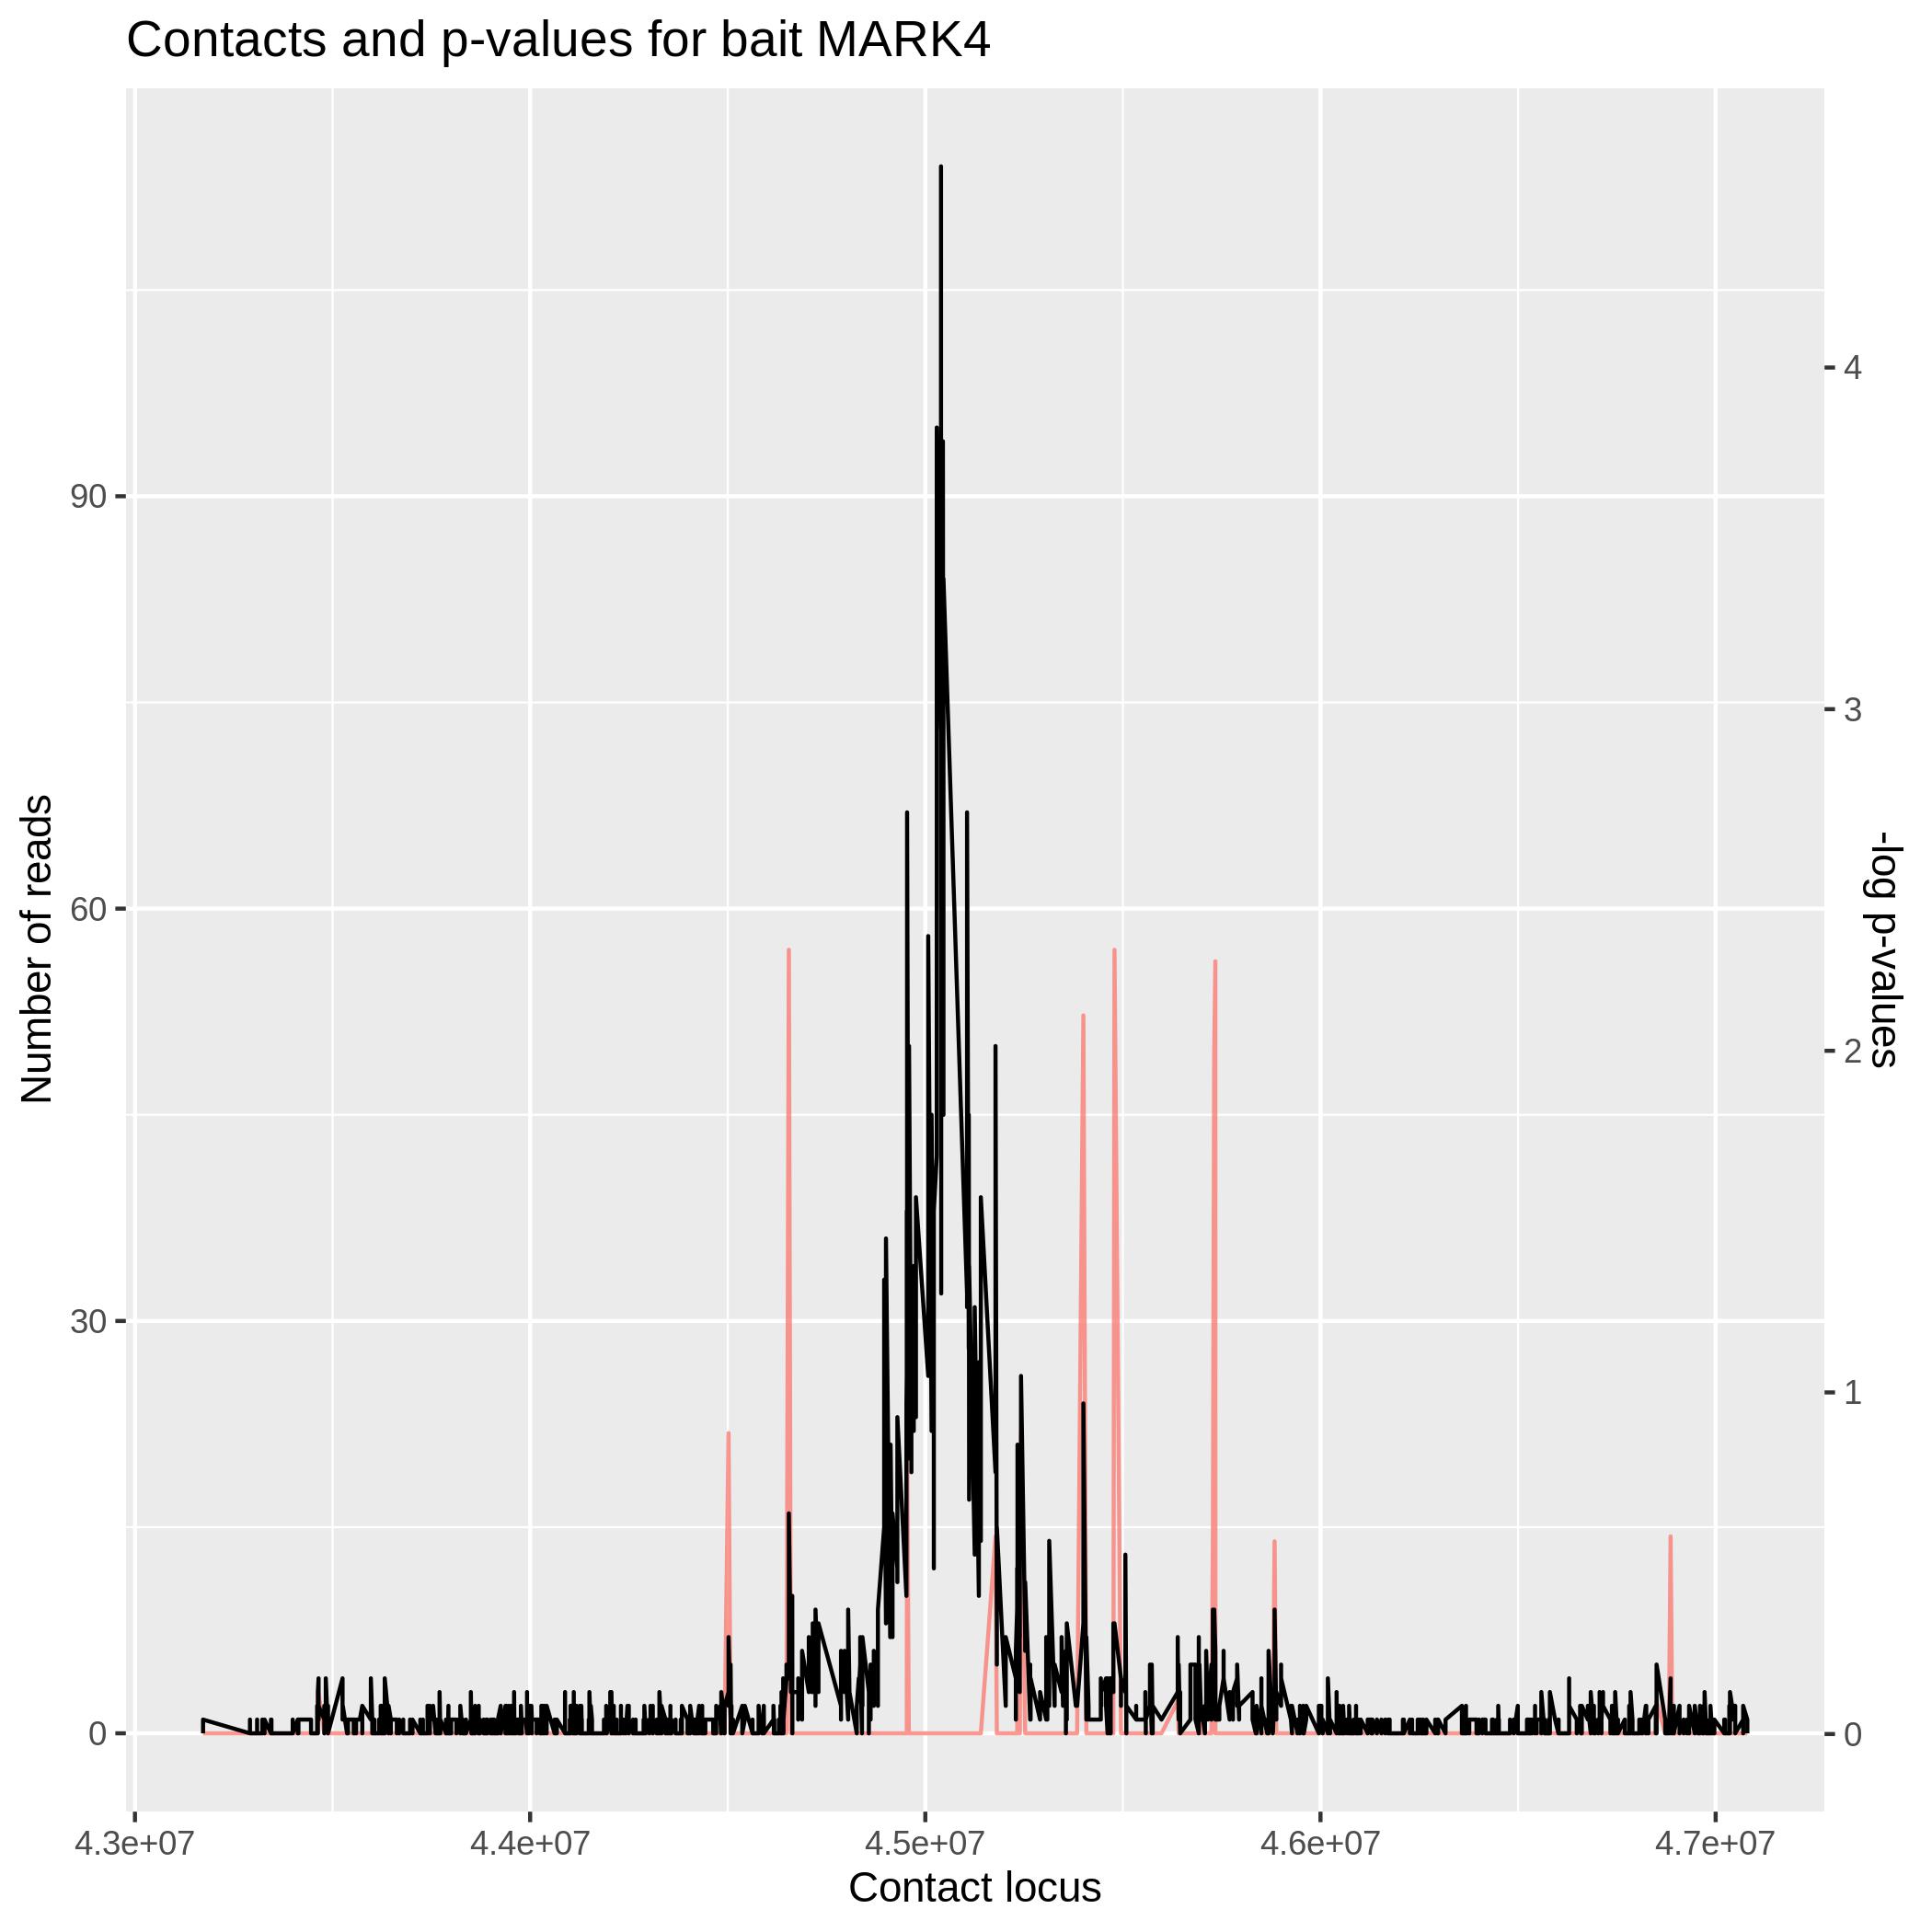 Contacts and p-values for bait MARK4
Number of reads
90
60
30
0
4
3
2
1
0
-log p-values
4.3e+07
4.4e+07
4.5e+07
4.6e+07
4.7e+07
Contact locus